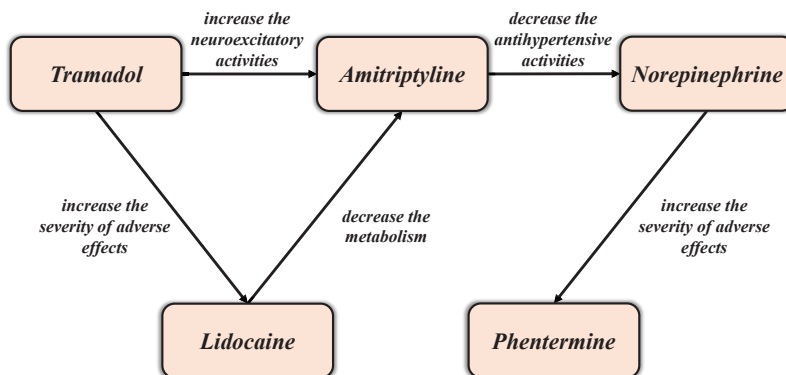 increase the
neuroexcitatory
activities
decrease the
antihypertensive
activities
Tramadol
Amitriptyline
Norepinephrine
increase the
severity of adverse
effects
decrease the
metabolism
increase the
severity of adverse
effects
Lidocaine
Phentermine